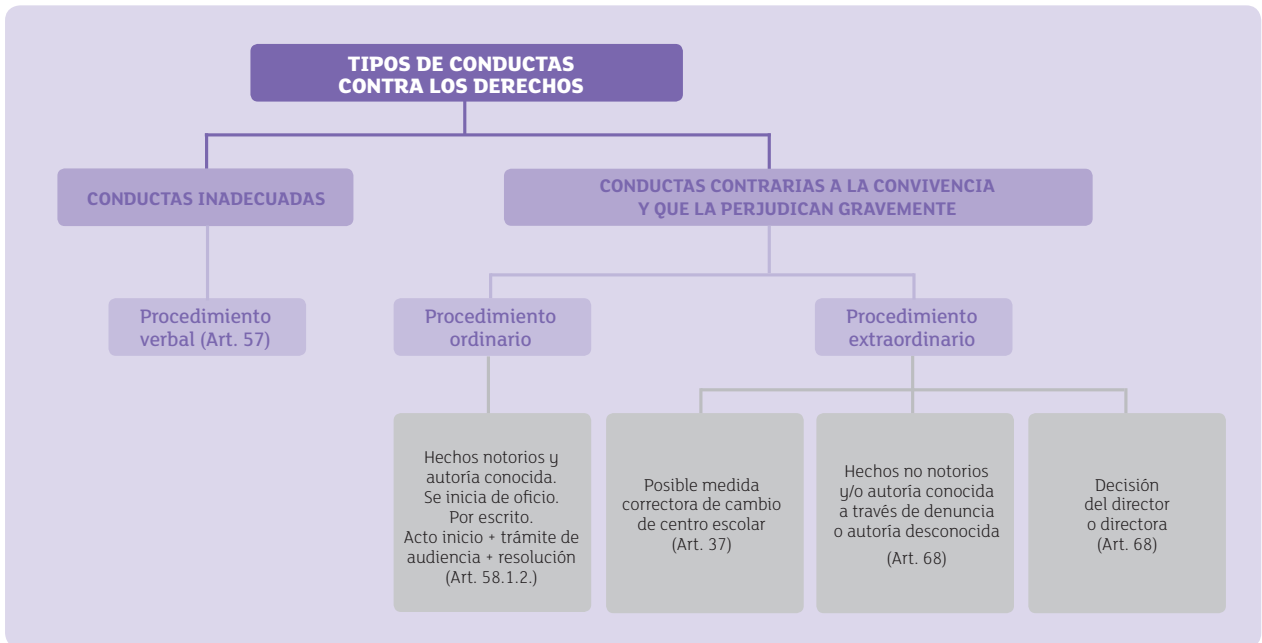 TIPOS DE CONDUCTAS
CONTRA LOS DERECHOS
CONDUCTAS INADECUADAS
CONDUCTAS CONTRARIAS A LA CONVIVENCIA
Y QUE LA PERJUDICAN GRAVEMENTE
Procedimiento
verbal (Art. 57)
Procedimiento
ordinario
Procedimiento
extraordinario
Hechos notorios y
autoría conocida.
Se inicia de oficio.
Por escrito.
Acto inicio + trámite de
audiencia + resolución
(Art. 58.1.2.)
Posible medida
correctora de cambio
de centro escolar
(Art. 37)
Hechos no notorios
y/o autoría conocida
a través de denuncia
o autoría desconocida
(Art. 68)
Decisión
del director
o directora
(Art. 68)